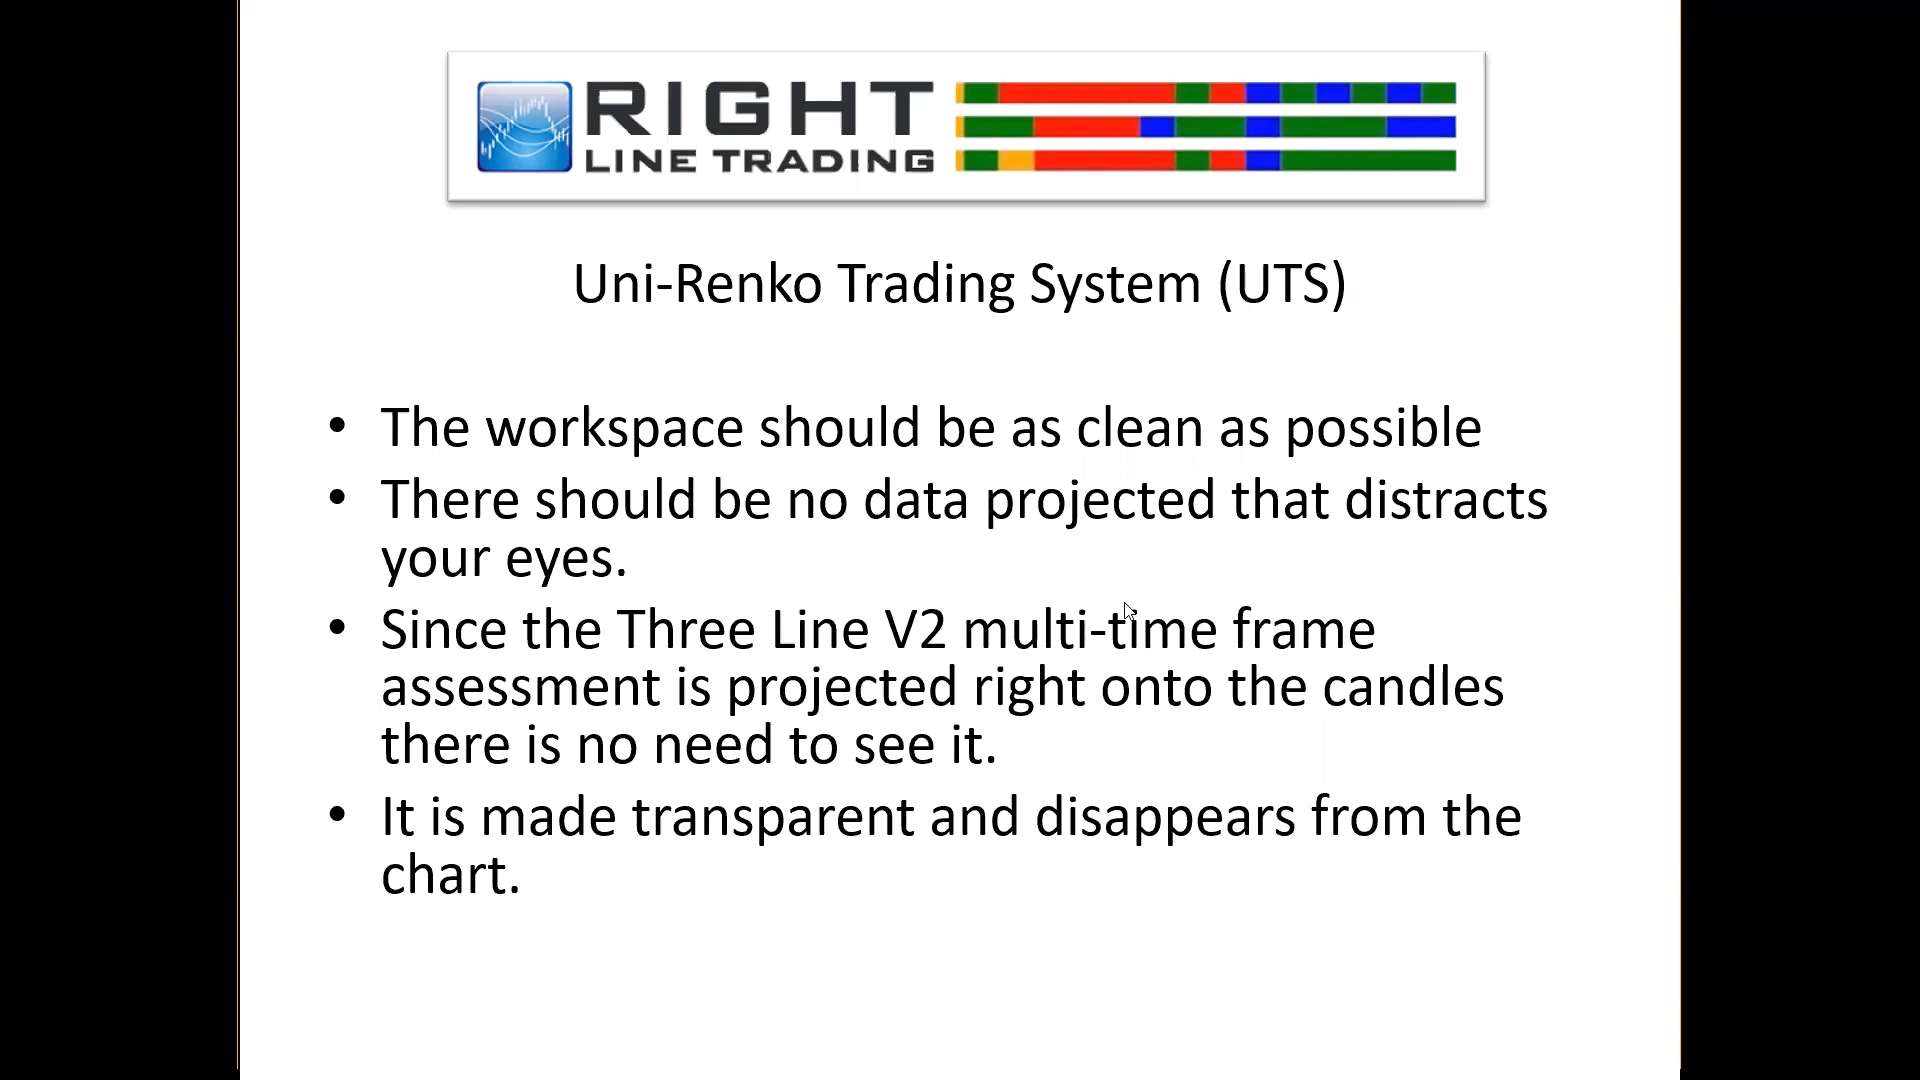 RIGHT
LINE TRADING
Uni-Renko Trading System (UTS)
• The workspace should be as clean as possible
• There should be no data projected that distracts
your eyes.
• Since the Three Line V2 multi-time frame
assessment is projected right onto the candles
there is no need to see it.
• It is made transparent and disappears from the
chart.